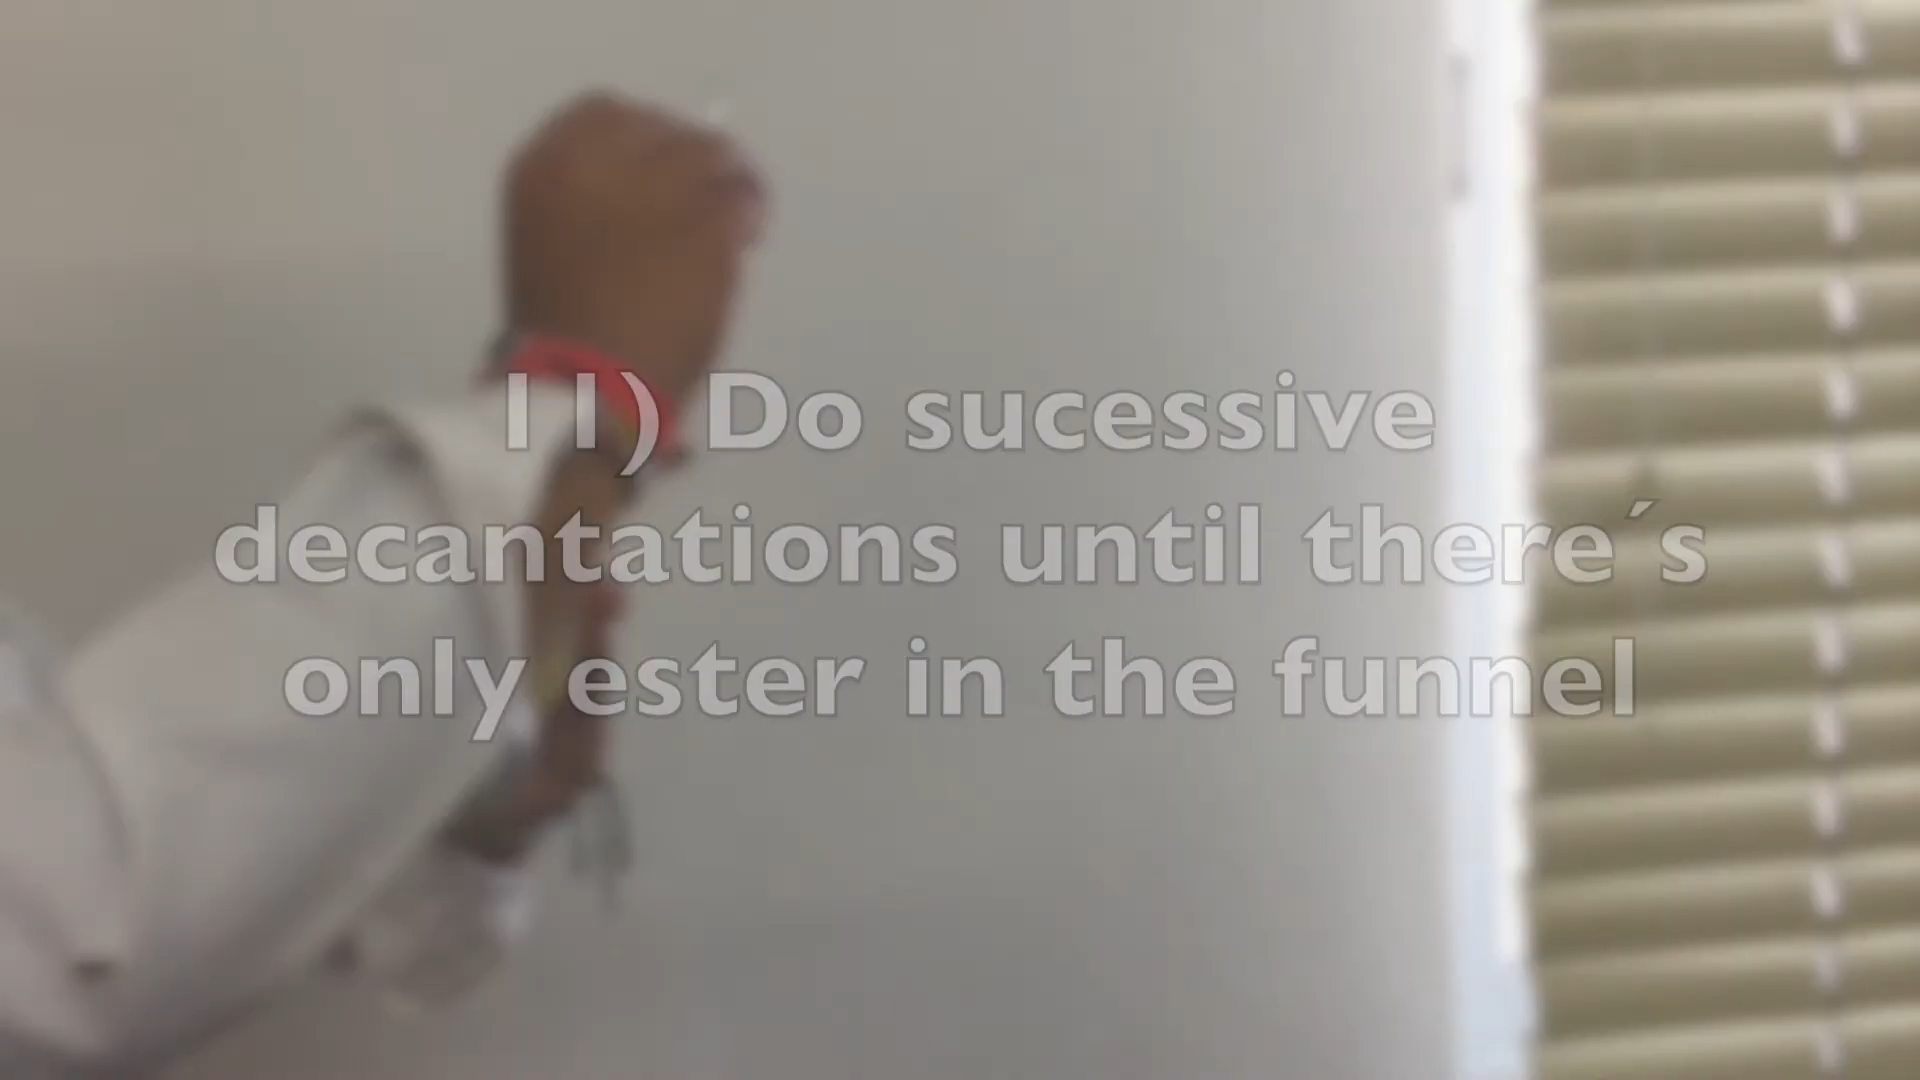 11) Do sucessive
decantations until there´s
only ester in the funnel